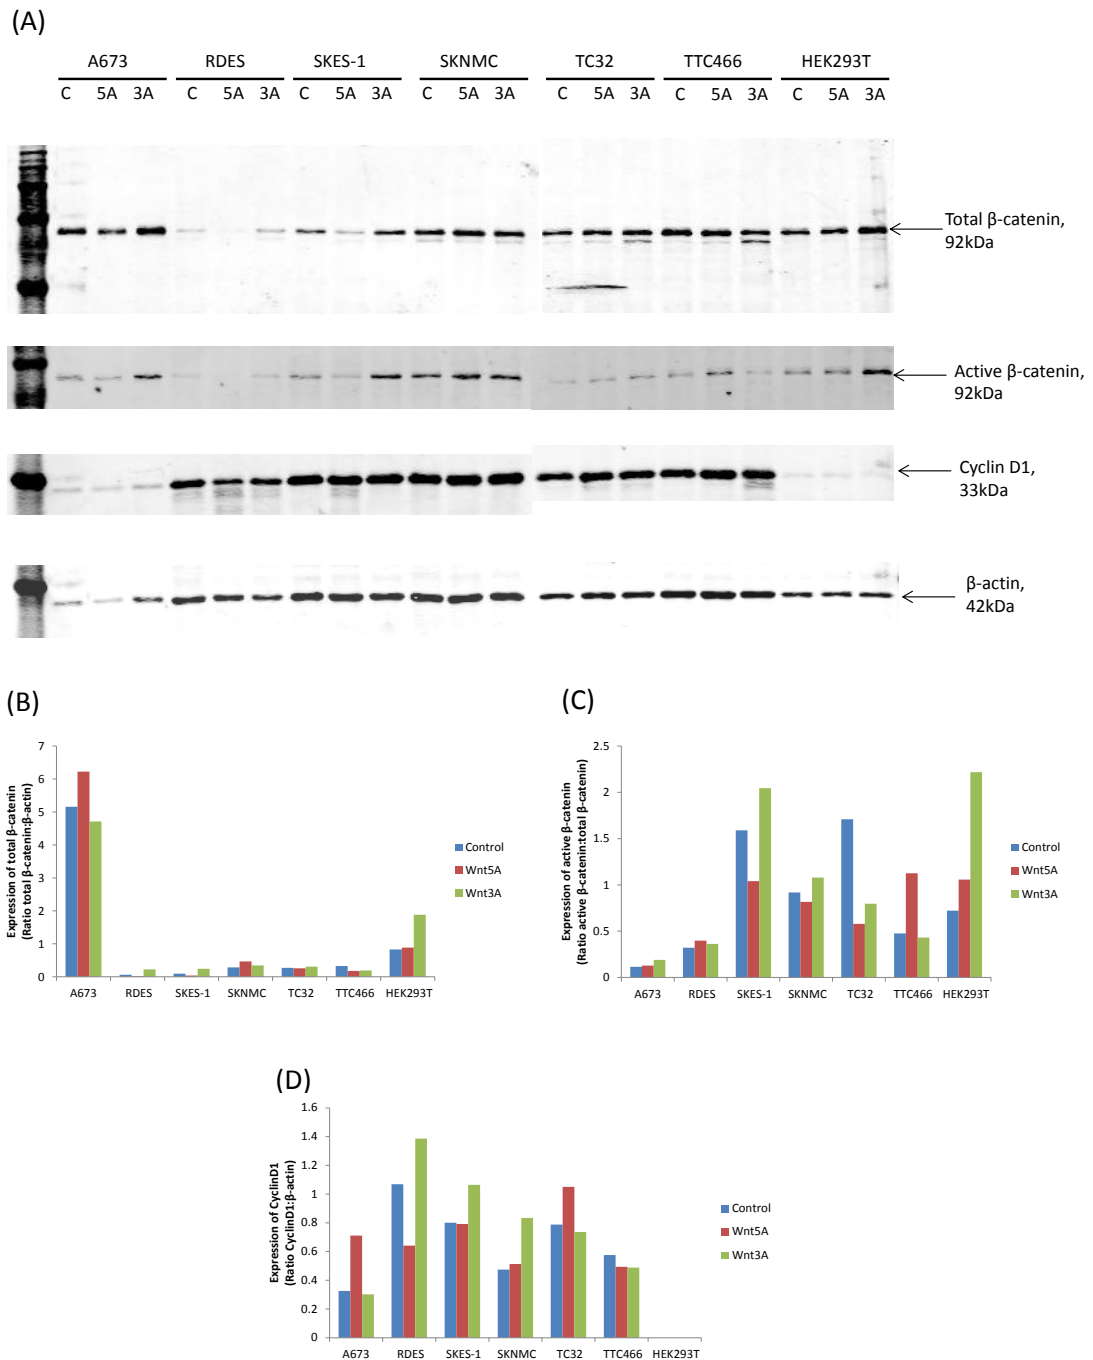 (A)
A673 RDES SKES-1 SKNMC TC32 TTC466 HEK293T
C 5A 3A C 5A 3A C 5A 3A C 5A 3A C 5A 3A C 5A 3A C 5A 3A
Total β-catenin,
92kDa
Active β-catenin,
92kDa
Cyclin D1,
33kDa
β-actin,
42kDa
(B)
Expression of total β-catenin
(Ratio total β-catenin:β-actin)
7
6
5
4
3
2
1
0
A673 RDES SKES-1 SKNMC TC32 TTC466 HEK293T
Control
Wnt5A
Wnt3A
(C)
Expression of active β-catenin
(Ratio active β-catenin:total β-catenin)
2.5
2
1.5
1
0.5
0
A673 RDES SKES-1 SKNMC TC32 TTC466 HEK293T
Control
Wnt5A
Wnt3A
(D)
Expression of CyclinD1
(Ratio CyclinD1:β-actin)
1.6
1.4
1.2
1
0.8
0.6
0.4
0.2
0
A673 RDES SKES-1 SKNMC TC32 TTC466 HEK293T
Control
Wnt5A
Wnt3A